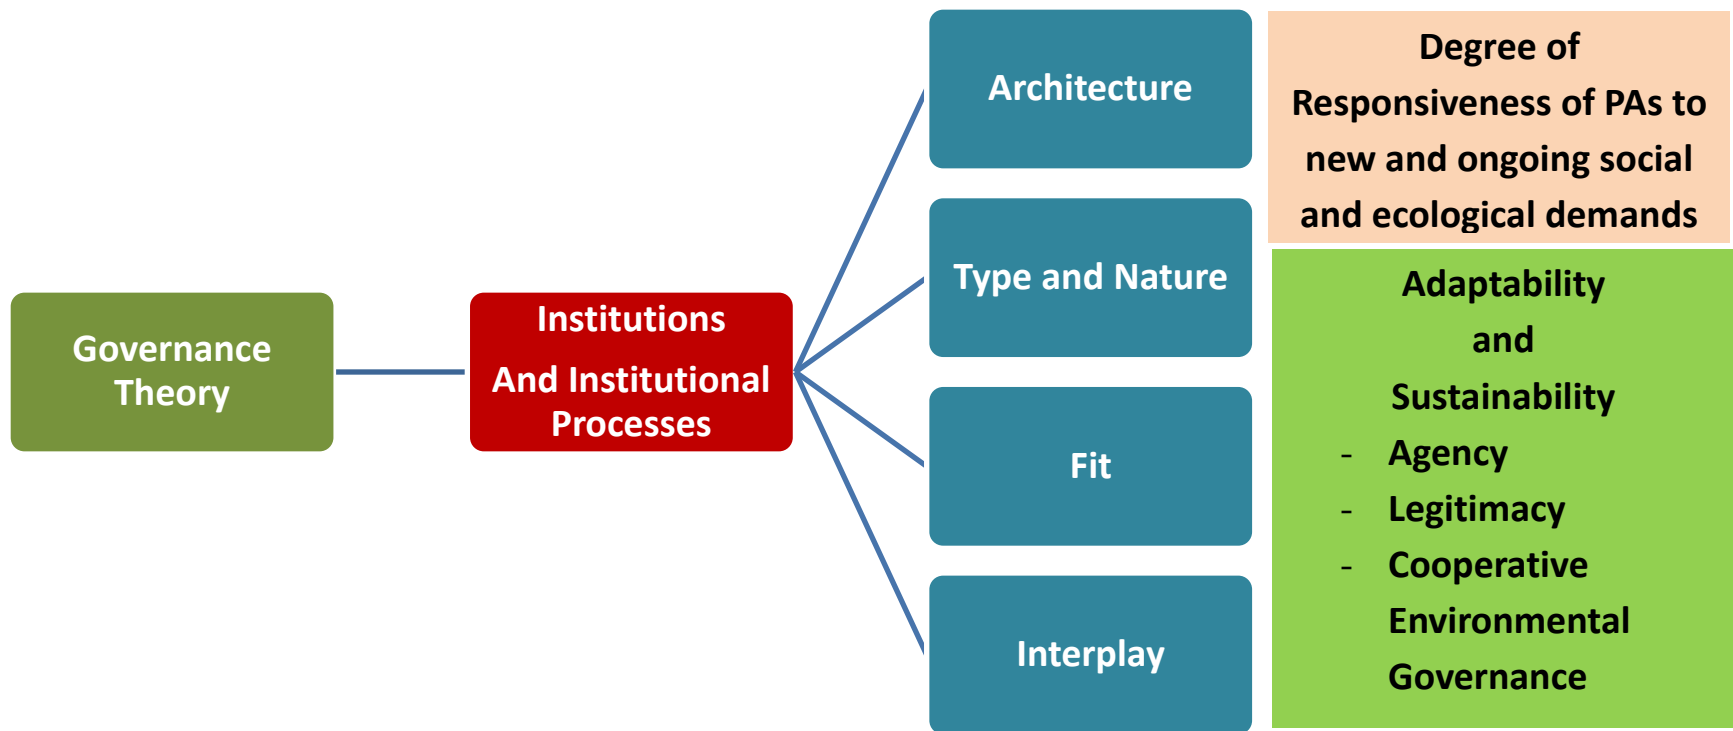 Governance
Theory
Institutions
And Institutional
Processes
Architecture
Type and Nature
Fit
Interplay
Degree of
Responsiveness of PAs to
new and ongoing social
and ecological demands
Adaptability
and
Sustainability
- Agency
- Legitimacy
- Cooperative
Environmental
Governance